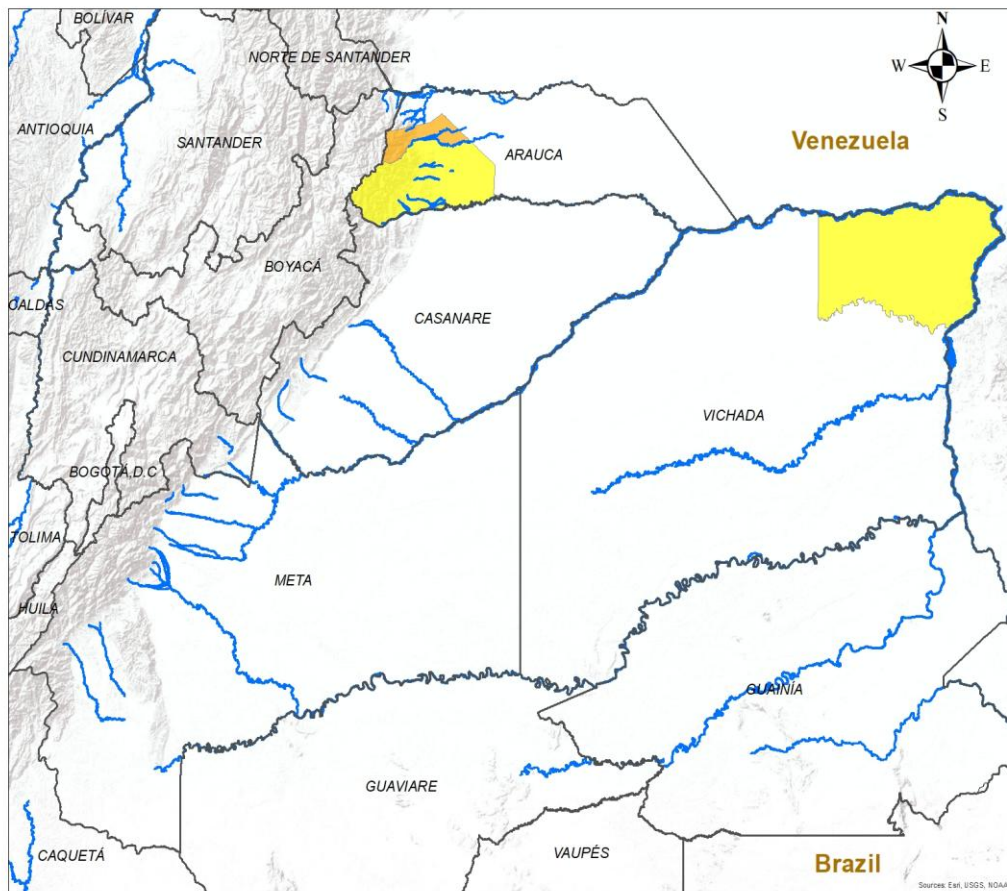 BOLÍVAR
NORTE DE SANTANDER
N
W
E
S
ANTIOQUIA
SANTANDER
ARAUCA
Venezuela
BOYACÁ
CALDAS
CASANARE
CUNDINAMARCA
VICHADA
BOGOTÁ D.C
TOLIMA
META
HUILA
GUAINÍA
GUAVIARE
CAQUETÁ
VAUPÉS
Brazil
Sources: Esri, USGS, NOAA